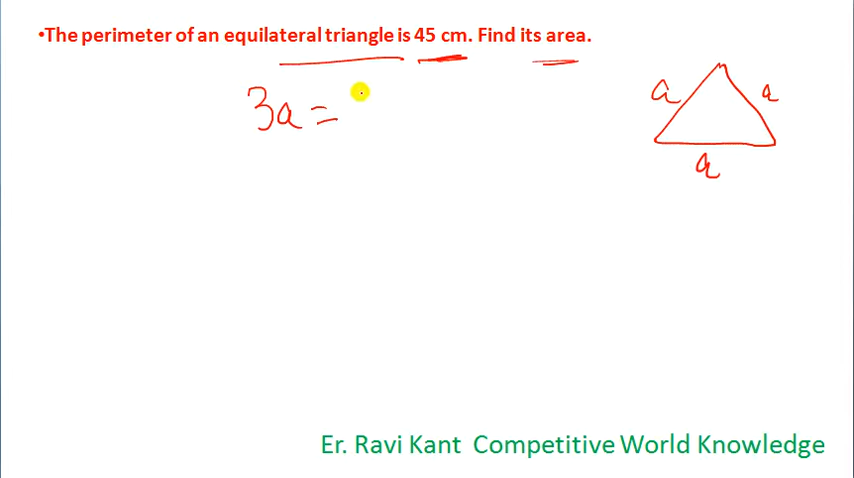 •The perimeter of an equilateral triangle is 45 cm. Find its area.
3a =
a a
a
Er. Ravi Kant Competitive World Knowledge